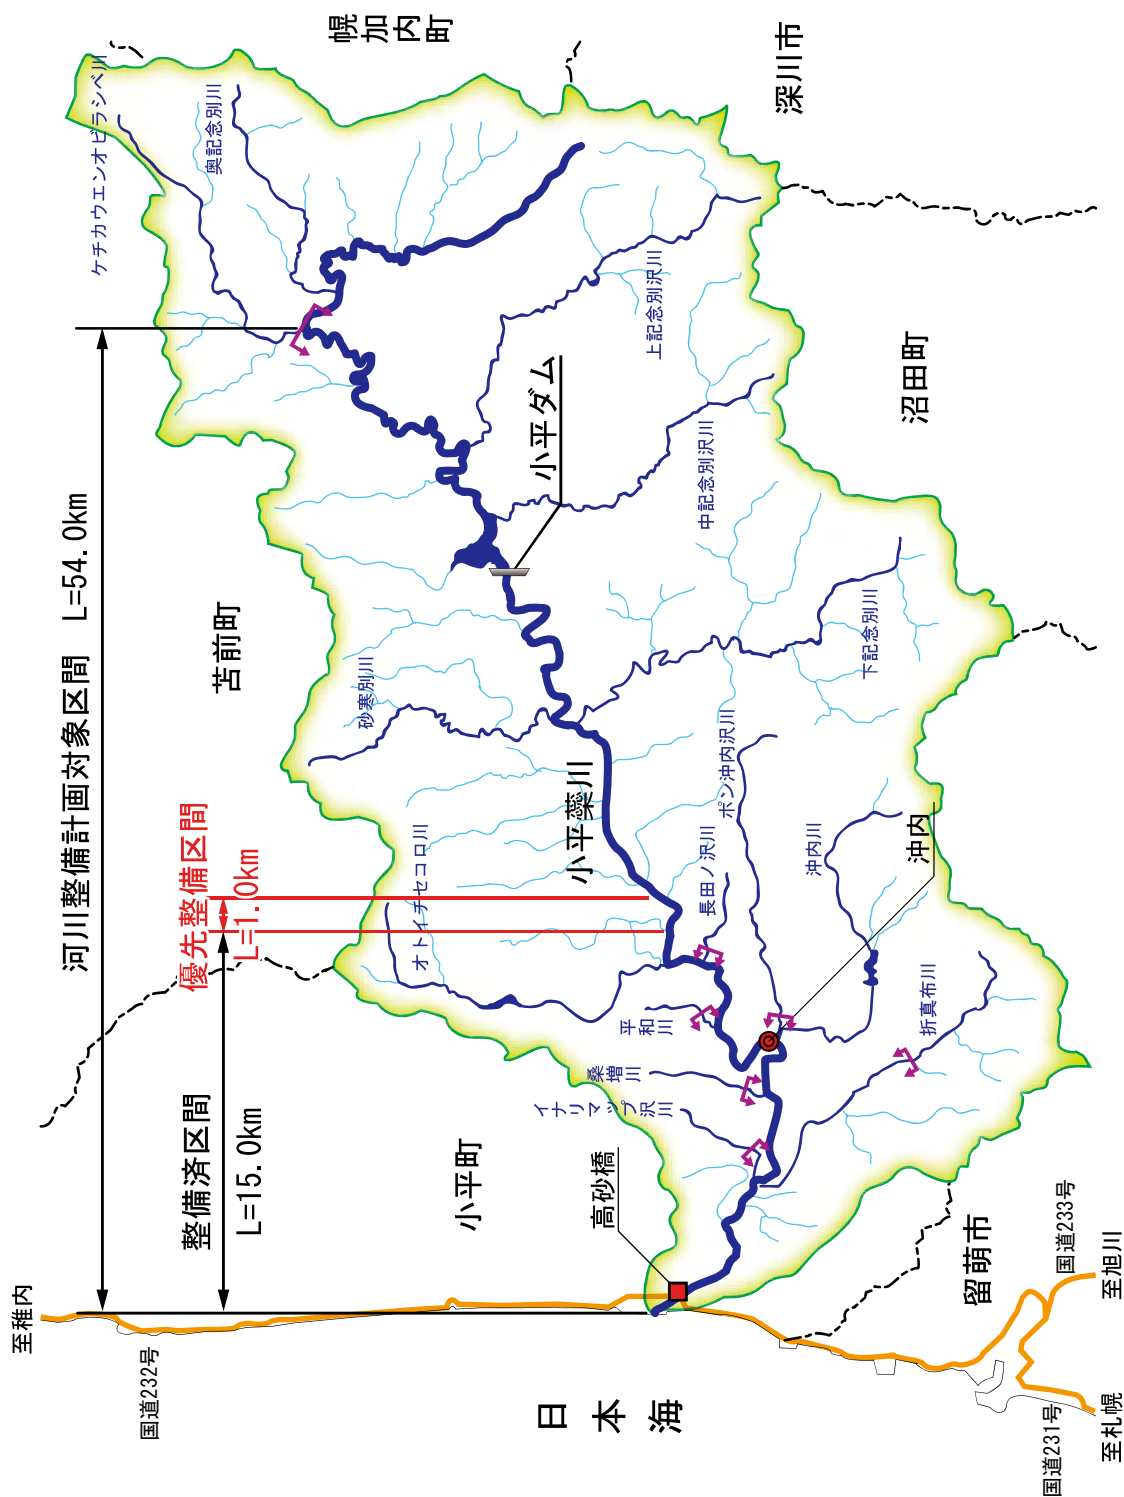 ケチカウエンオビラシベ川
奥記念別川
幌加内町
深川市
河川整備計画対象区間 L=54.0km
苫前町
上記念別沢川
小平ダム
沼田町
中記念別沢川
砂寒別川
下記念別川
優先整備区間
L=1.0km
オトイチセコロ川
小平蘂川
ポン沖内沢川
長田ノ沢川
沖内川
沖内
整備済区間
L=15.0km
平和川
桑増川
イナリマップ沢川
折真布川
小平町
高砂橋
留萌市
国道233号
至旭川
至稚内
国道232号
日本海
国道231号
至札幌